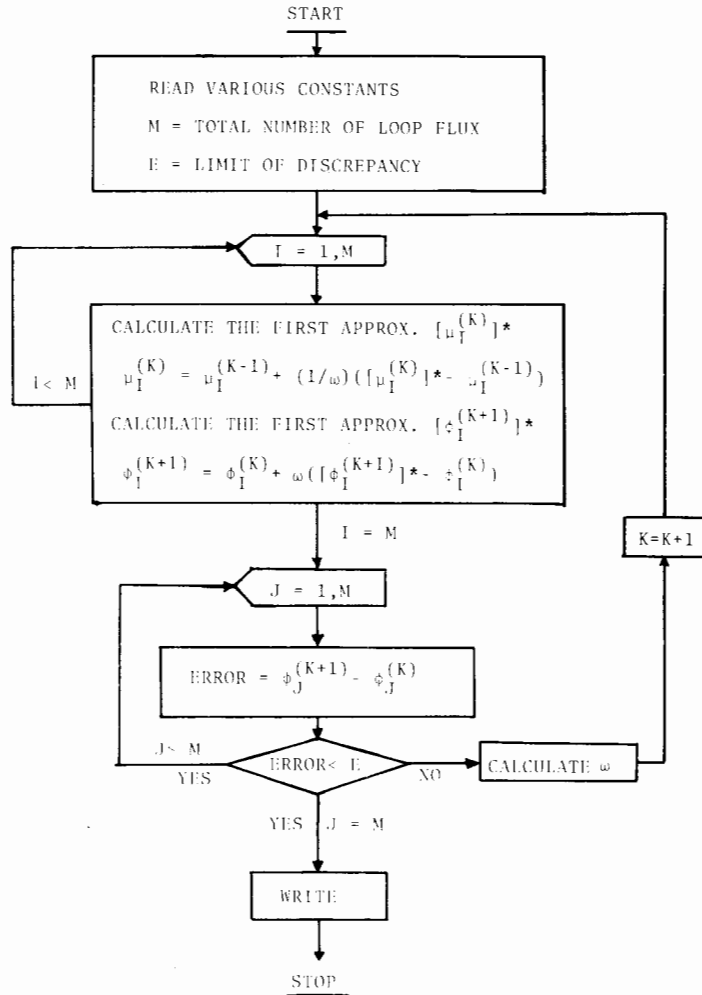 START
READ VARIOUS CONSTANTS
M = TOTAL NUMBER OF LOOP FLUX
E = LIMIT OF DISCREPANCY
I = 1,M
CALCULATE THE FIRST APPROX. [μ_I^(K)]*
μ_I^(K) = μ_I^(K-1) + (1/ω)([μ_I^(K)]* - μ_I^(K-1))
I< M
CALCULATE THE FIRST APPROX. [ϕ_I^(K+1)]*
ϕ_I^(K+1) = ϕ_I^(K) + ω([ϕ_I^(K+1)]* - ϕ_I^(K))
I = M
K=K+1
J = 1,M
ERROR = ϕ_J^(K+1) - ϕ_J^(K)
J< M
YES
ERROR< E
NO
CALCULATE ω
YES J = M
WRITE
STOP